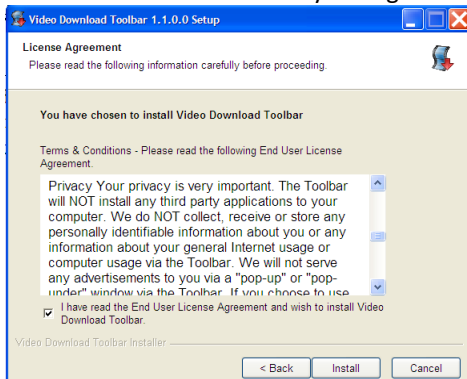 Video Download Toolbar 1.1.0.0 Setup
License Agreement
Please read the following information carefully before proceeding.
You have chosen to install Video Download Toolbar
Terms & Conditions - Please read the following End User License
Agreement.
Privacy Your privacy is very important. The Toolbar
will NOT install any third party applications to your
computer. We do NOT collect, receive or store any
personally identifiable information about you or any
information about your general Internet usage or
computer usage via the Toolbar. We will not serve
any advertisements to you via a "pop-up" or "pop-
under" window via the Toolbar. If you choose to use
I have read the End User License Agreement and wish to install Video
Download Toolbar.
Video Download Toolbar Installer
< Back
Install
Cancel